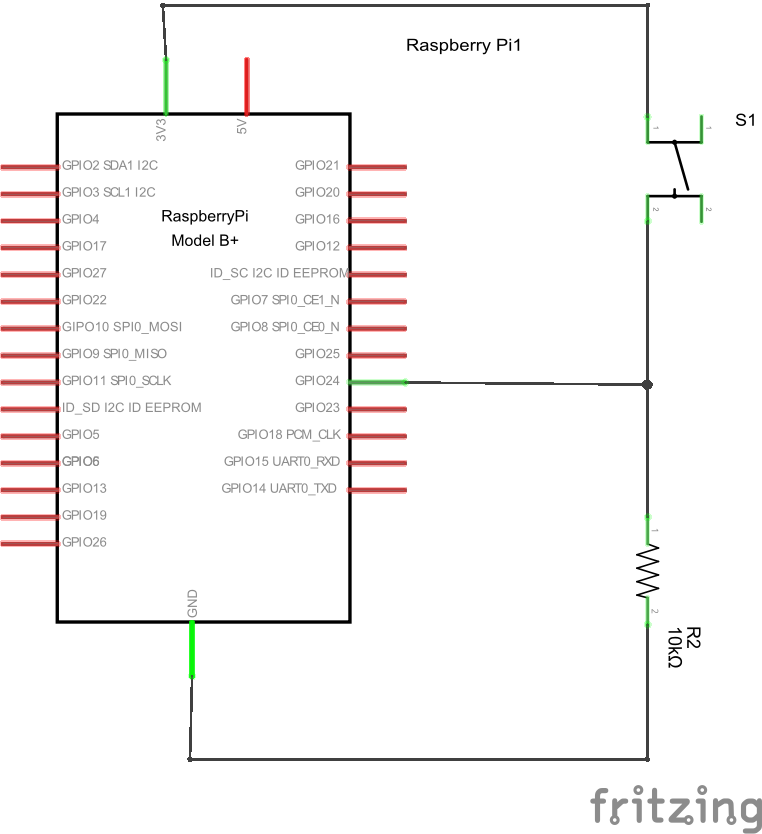 Raspberry Pi1
3V3
5V
S1
1
1
2
2
GPIO2 SDA1 I2C
GPIO3 SCL1 I2C
GPIO4
GPIO17
GPIO27
GPIO22
GIPO10 SPI0_MOSI
GPIO9 SPI0_MISO
GPIO11 SPI0_SCLK
ID_SD I2C ID EEPROM
GPIO5
GPIO6
GPIO13
GPIO19
GPIO26
RaspberryPi
Model B+
GPIO21
GPIO20
GPIO16
GPIO12
ID_SC I2C ID EEPROM
GPIO7 SPI0_CE1_N
GPIO8 SPI0_CE0_N
GPIO25
GPIO24
GPIO23
GPIO18 PCM_CLK
GPIO15 UART0_RXD
GPIO14 UART0_TXD
GND
1
2
R2
10kΩ
fritzing